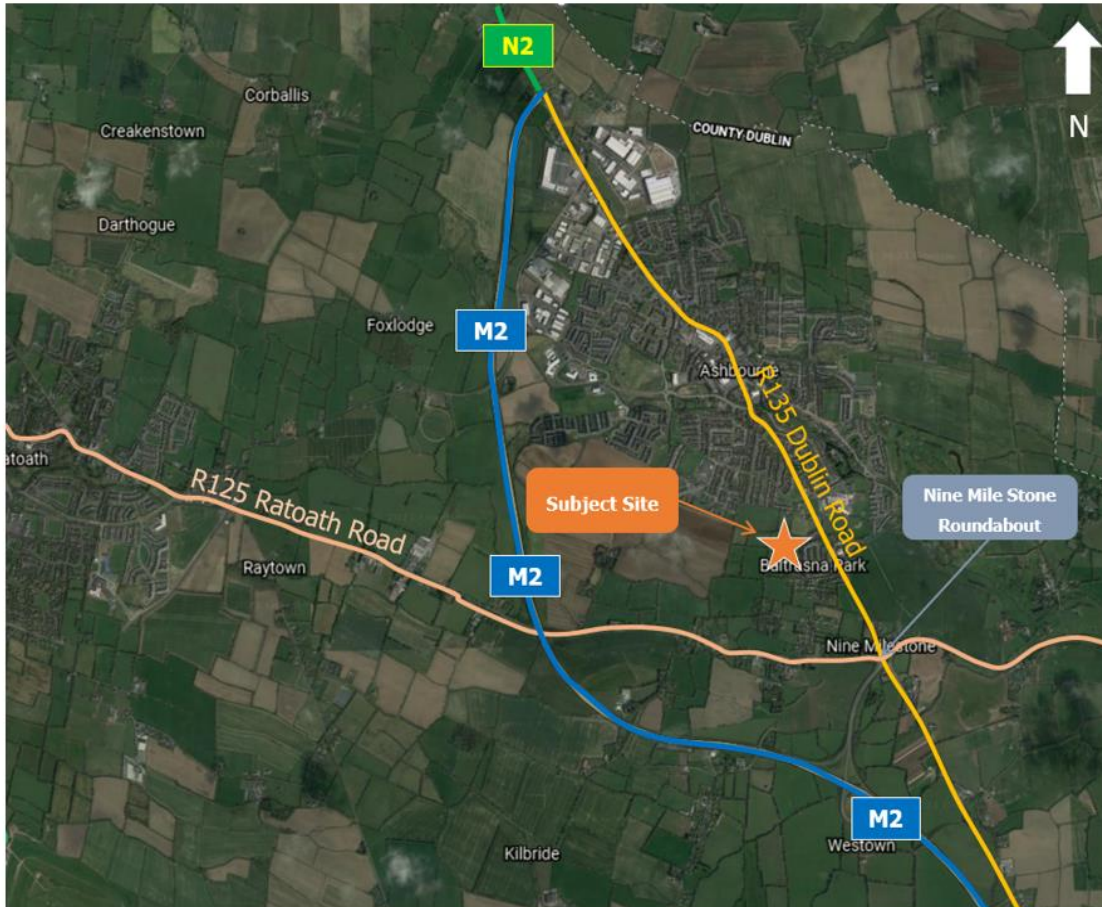 N2
N
Corballis
Creakenstown
COUNTY DUBLIN
Darthogue
Foxlodge
M2
Ashbourne
R135 Dublin Road
atoath
R125 Ratoath Road
Subject Site
Nine Mile Stone
Roundabout
Raytown
M2
Baltrasna Park
Nine Milestone
M2
Westown
Kilbride